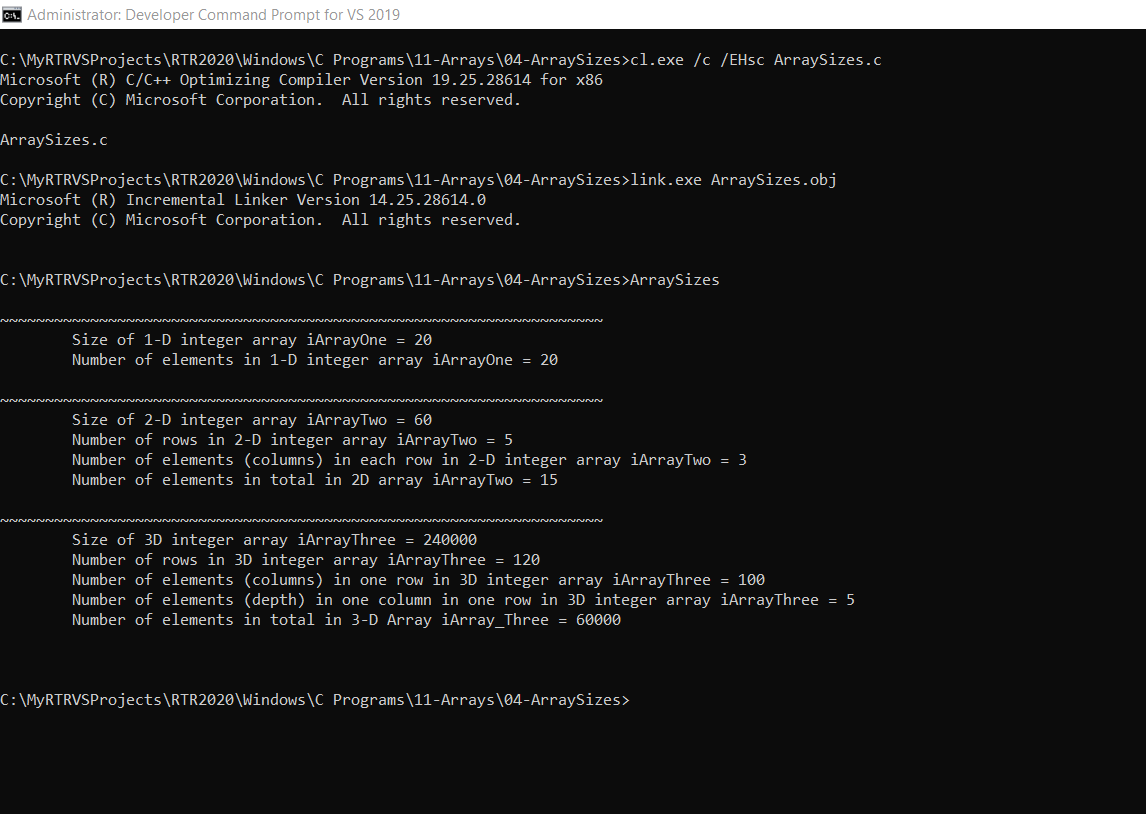 Administrator: Developer Command Prompt for VS 2019
C:\MyRTRVSProjects\RTR2020\Windows\C Programs\11-Arrays\04-ArraySizes>cl.exe /c /EHsc ArraySizes.c
Microsoft (R) C/C++ Optimizing Compiler Version 19.25.28614 for x86
Copyright (C) Microsoft Corporation.  All rights reserved.
ArraySizes.c
C:\MyRTRVSProjects\RTR2020\Windows\C Programs\11-Arrays\04-ArraySizes>link.exe ArraySizes.obj
Microsoft (R) Incremental Linker Version 14.25.28614.0
Copyright (C) Microsoft Corporation.  All rights reserved.
C:\MyRTRVSProjects\RTR2020\Windows\C Programs\11-Arrays\04-ArraySizes>ArraySizes
~~~~~~~~~~~~~~~~~~~~~~~~~~~~~~~~~~~~~~~~~~~~~~~~~~~~~~~~~~~~~~~~~~~
Size of 1-D integer array iArrayOne = 20
Number of elements in 1-D integer array iArrayOne = 20
~~~~~~~~~~~~~~~~~~~~~~~~~~~~~~~~~~~~~~~~~~~~~~~~~~~~~~~~~~~~~~~~~~~
Size of 2-D integer array iArrayTwo = 60
Number of rows in 2-D integer array iArrayTwo = 5
Number of elements (columns) in each row in 2-D integer array iArrayTwo = 3
Number of elements in total in 2D array iArrayTwo = 15
~~~~~~~~~~~~~~~~~~~~~~~~~~~~~~~~~~~~~~~~~~~~~~~~~~~~~~~~~~~~~~~~~~~
Size of 3D integer array iArrayThree = 240000
Number of rows in 3D integer array iArrayThree = 120
Number of elements (columns) in one row in 3D integer array iArrayThree = 100
Number of elements (depth) in one column in one row in 3D integer array iArrayThree = 5
Number of elements in total in 3-D Array iArray_Three = 60000
C:\MyRTRVSProjects\RTR2020\Windows\C Programs\11-Arrays\04-ArraySizes>